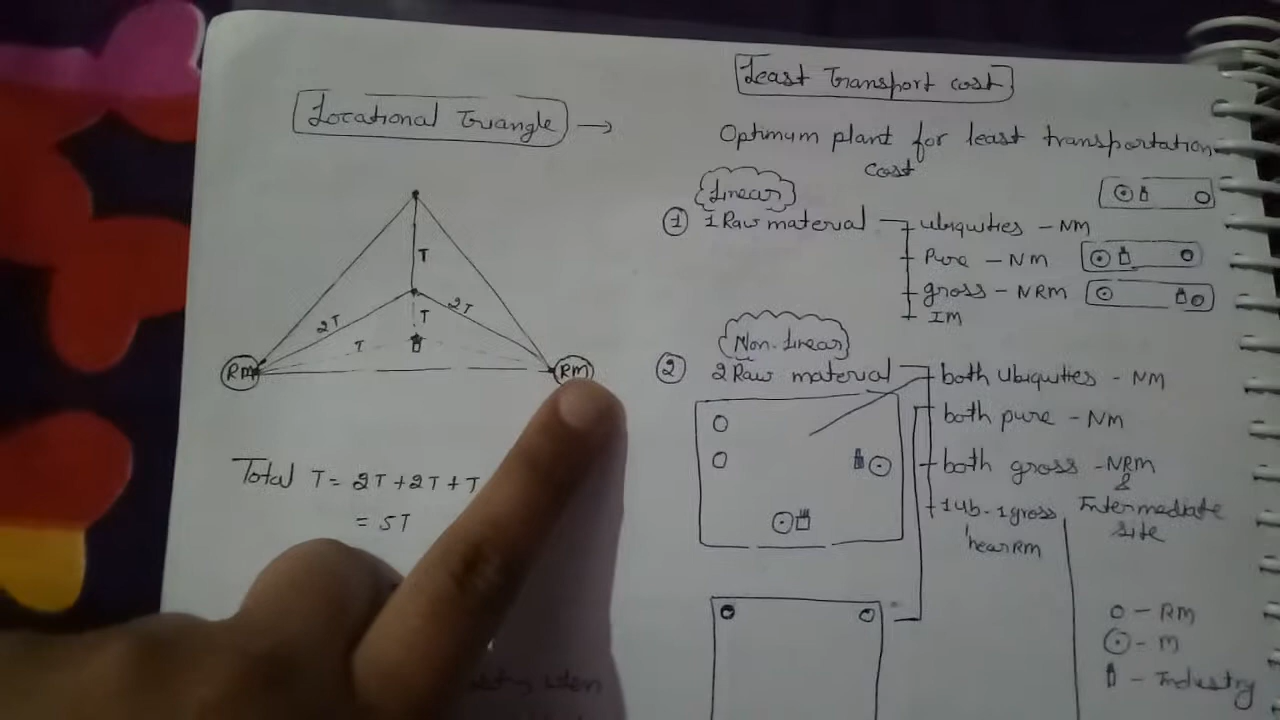 Locational Triangle →
T
2T
2T
T
T
RM
RM
Total T = 2T + 2T + T
= 5T
Least Transport cost
Optimum plant for least transportation
cost
Linear
① 1 Raw material
ubiquities - NM
Pure - NM
gross - NRM
IM
Non-Linear
② 2 Raw material
both Ubiquities - NM
both pure - NM
both gross - NRM
&
Intermediate
site
1 ub. 1 gross
near RM
O - RM
⊙ - M
- Industry